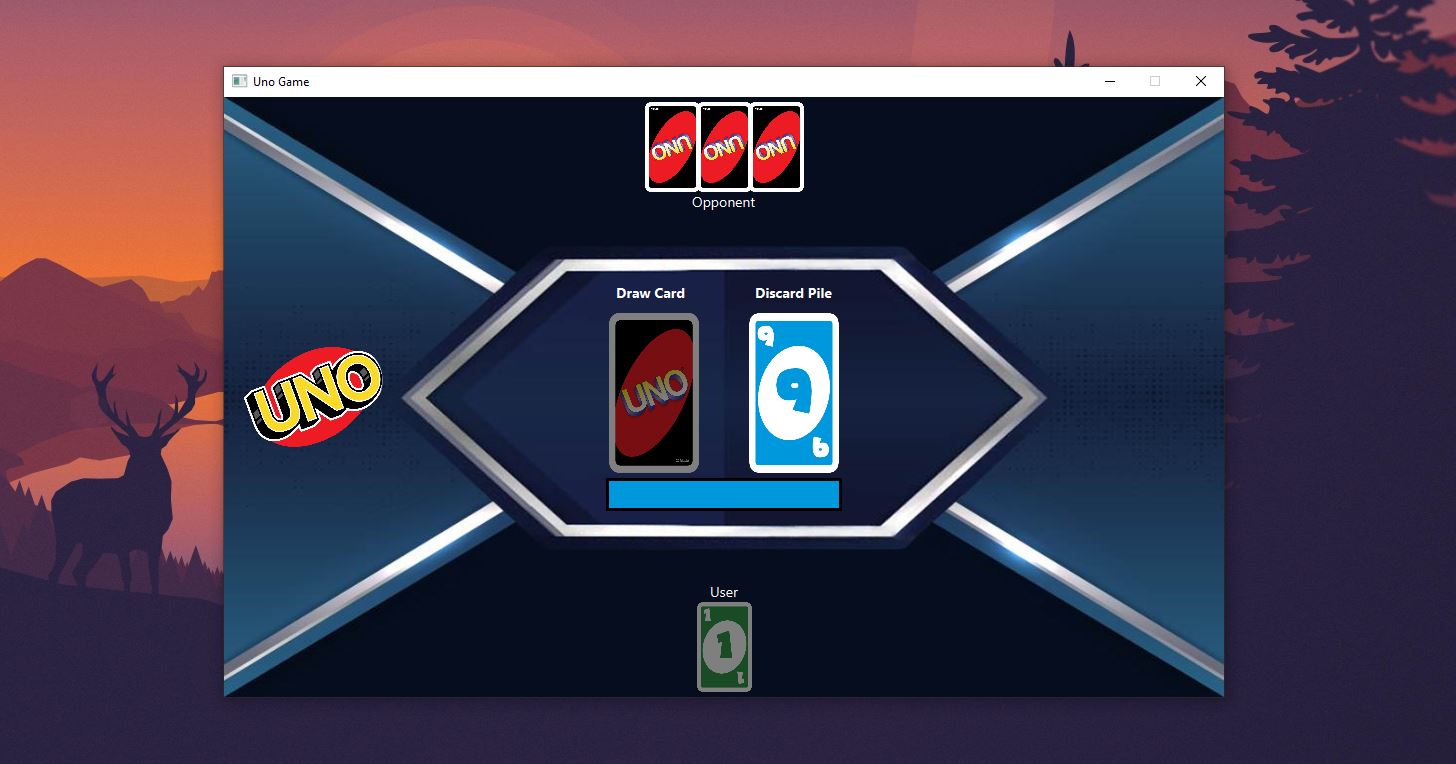 Uno Game
UNO UNO UNO
Opponent
Draw Card Discard Pile
9
UNO
9
9
UNO
User
1
1
1